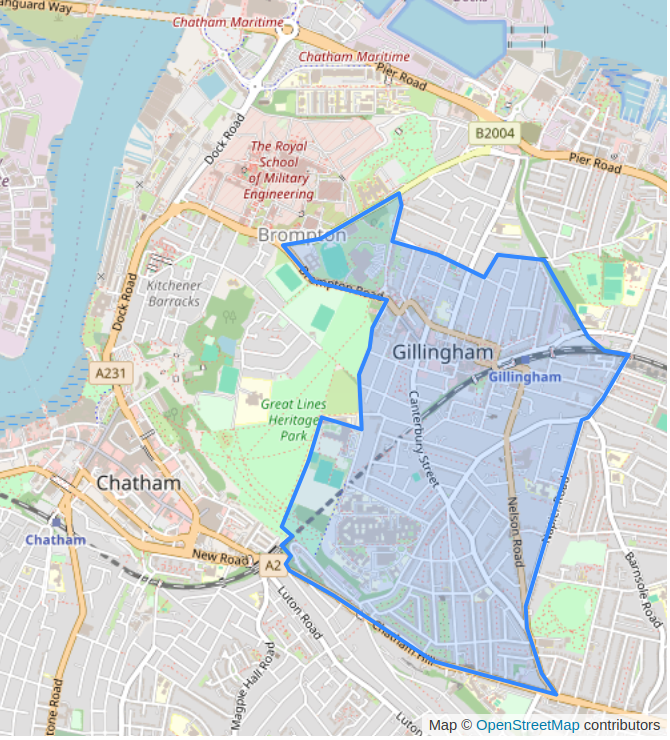 anguard Way
Docks
Chatham Maritime
Chatham Maritime
Pier Road
B2004
Dock Road
The Royal
School
of Military
Engineering
Pier Road
Brompton
Brompton Road
Kitchener
Barracks
Dock Road
A231
Gillingham
Gillingham
Great Lines
Heritage
Park
Canterbury Street
Chatham
Nelson Road
Napier Road
Chatham
New Road
A2
Barnsole Road
Luton Road
Chatham Hill
Magpie Hall Road
tone Road
Luton
Map © OpenStreetMap contributors